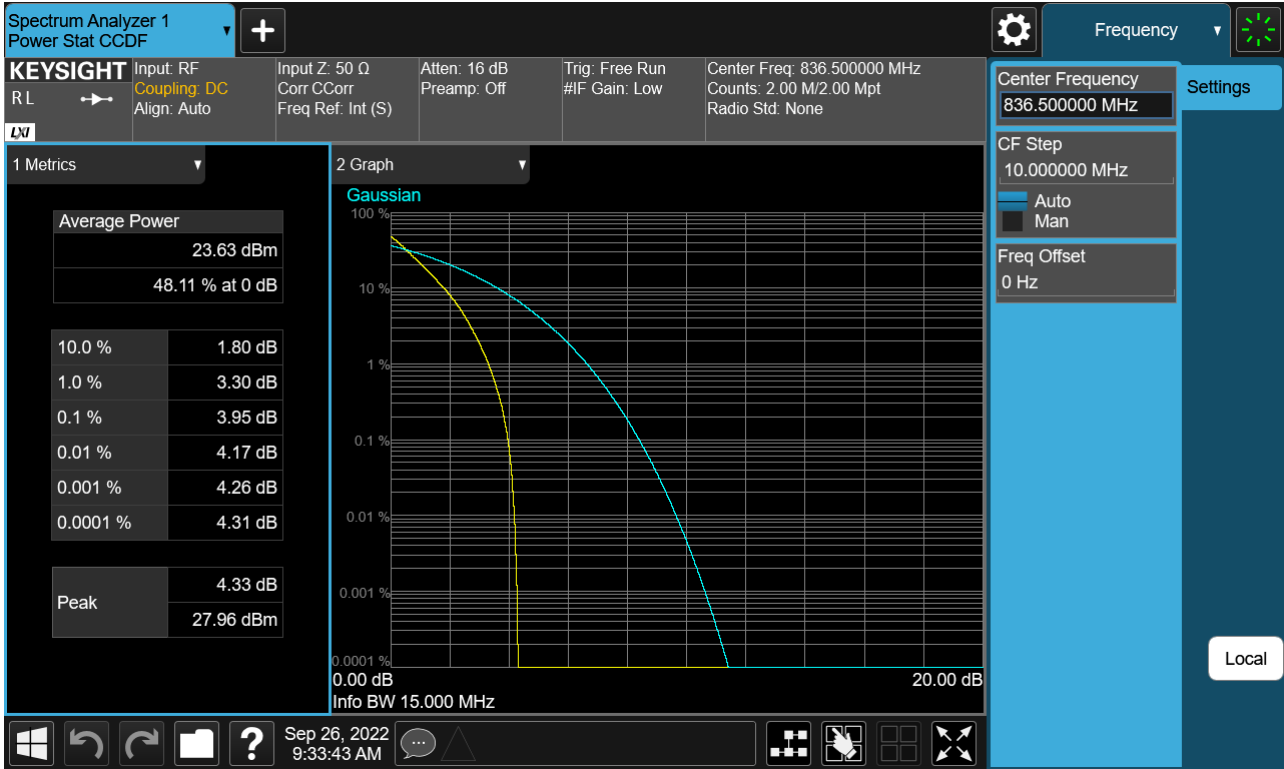 Spectrum Analyzer 1
Power Stat CCDF
Frequency
KEYSIGHT
R L
LXI
Input: RF
Coupling: DC
Align: Auto
Input Z: 50 Ω
Corr CCorr
Freq Ref: Int (S)
Atten: 16 dB
Preamp: Off
Trig: Free Run
#IF Gain: Low
Center Freq: 836.500000 MHz
Counts: 2.00 M/2.00 Mpt
Radio Std: None
Center Frequency
836.500000 MHz
Settings
CF Step
10.000000 MHz
Auto
Man
Freq Offset
0 Hz
1 Metrics
Average Power
23.63 dBm
48.11 % at 0 dB
10.0 % 1.80 dB
1.0 % 3.30 dB
0.1 % 3.95 dB
0.01 % 4.17 dB
0.001 % 4.26 dB
0.0001 % 4.31 dB
Peak 4.33 dB
27.96 dBm
2 Graph
Gaussian
100 %
10 %
1 %
0.1 %
0.01 %
0.001 %
0.0001 %
0.00 dB 20.00 dB
Info BW 15.000 MHz
Local
?
Sep 26, 2022
9:33:43 AM